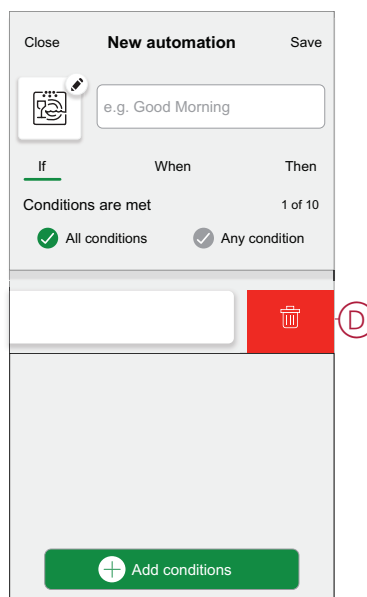 Close New automation Save
e.g. Good Morning
If When Then
Conditions are met 1 of 10
All conditions Any condition
D
Add conditions